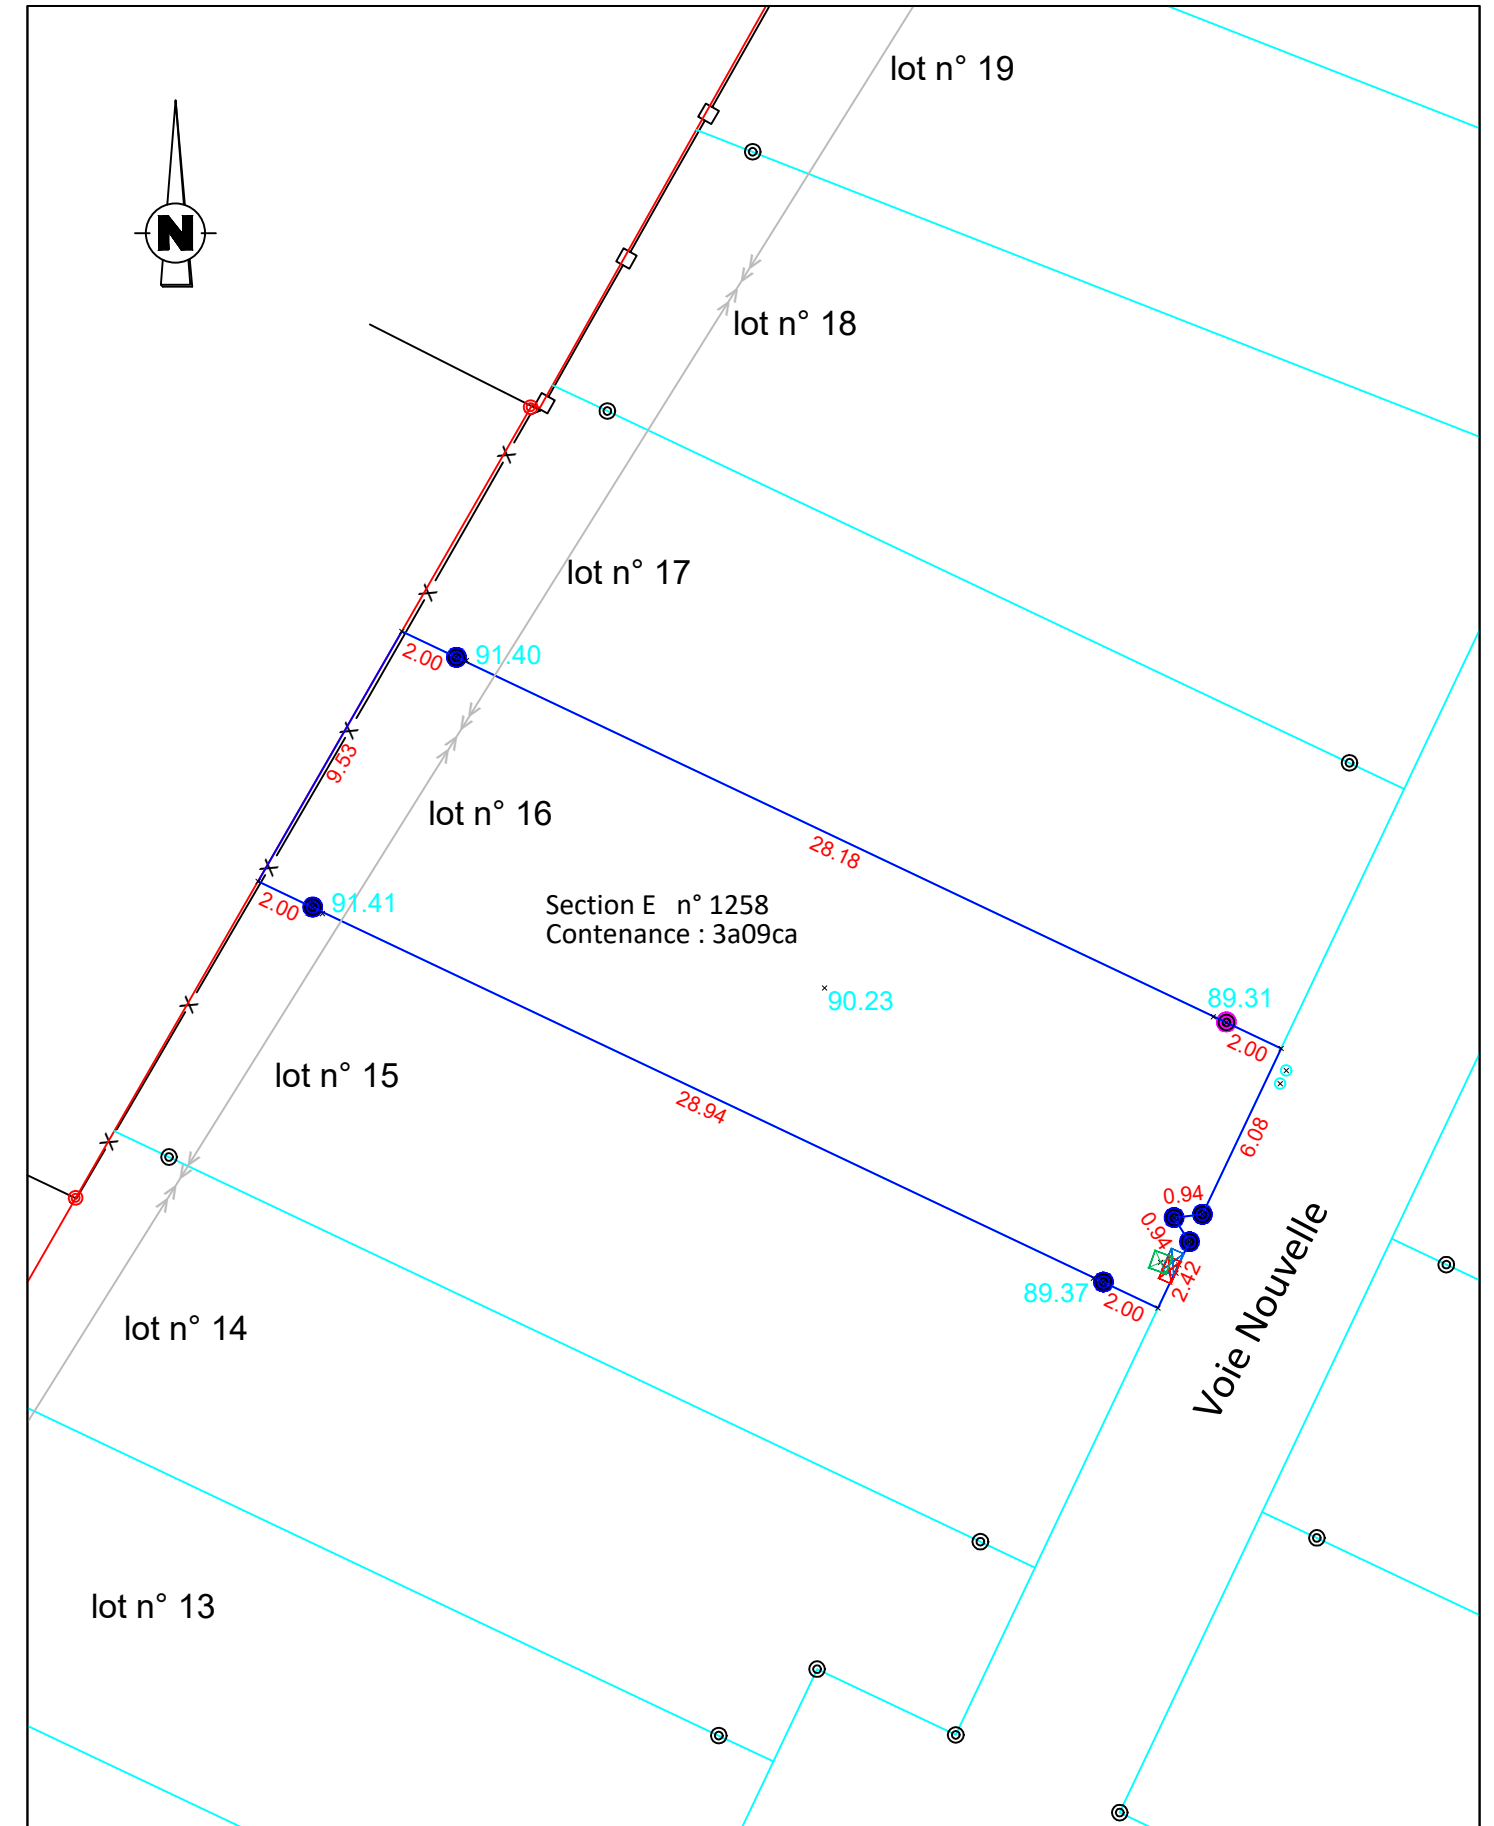 lot n° 19
N
lot n° 18
lot n° 17
2.00
91.40
9.53
lot n° 16
28.18
2.00
91.41
Section E n° 1258
Contenance : 3a09ca
90.23
89.31
2.00
lot n° 15
28.94
6.08
0.94
0.94
2.42
89.37
2.00
Voie Nouvelle
lot n° 14
lot n° 13